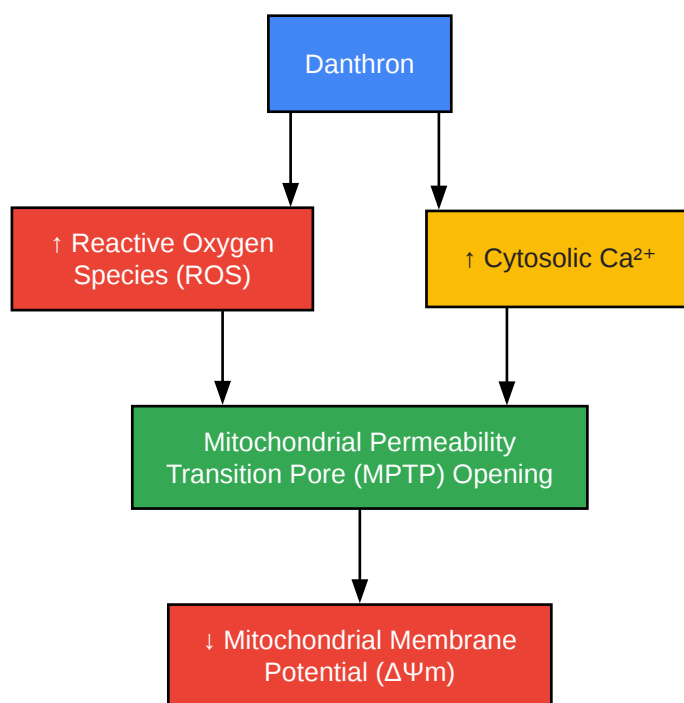 Danthron
↑ Reactive Oxygen
Species (ROS)
↑ Cytosolic Ca²⁺
Mitochondrial Permeability
Transition Pore (MPTP) Opening
↓ Mitochondrial Membrane
Potential (ΔΨm)